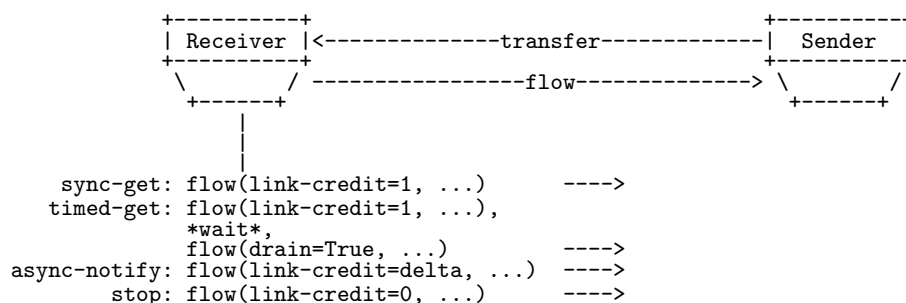 +----------+                             +----------
| Receiver |<-------------transfer------------|  Sender
+----------+                             +----------
\      / ----------------flow-------------> \       /
+------+                                 +------+
|
|
|
sync-get: flow(link-credit=1, ...)      ---->
timed-get: flow(link-credit=1, ...),
*wait*,
flow(drain=True, ...)        ---->
async-notify: flow(link-credit=delta, ...)  ---->
stop: flow(link-credit=0, ...)      ---->